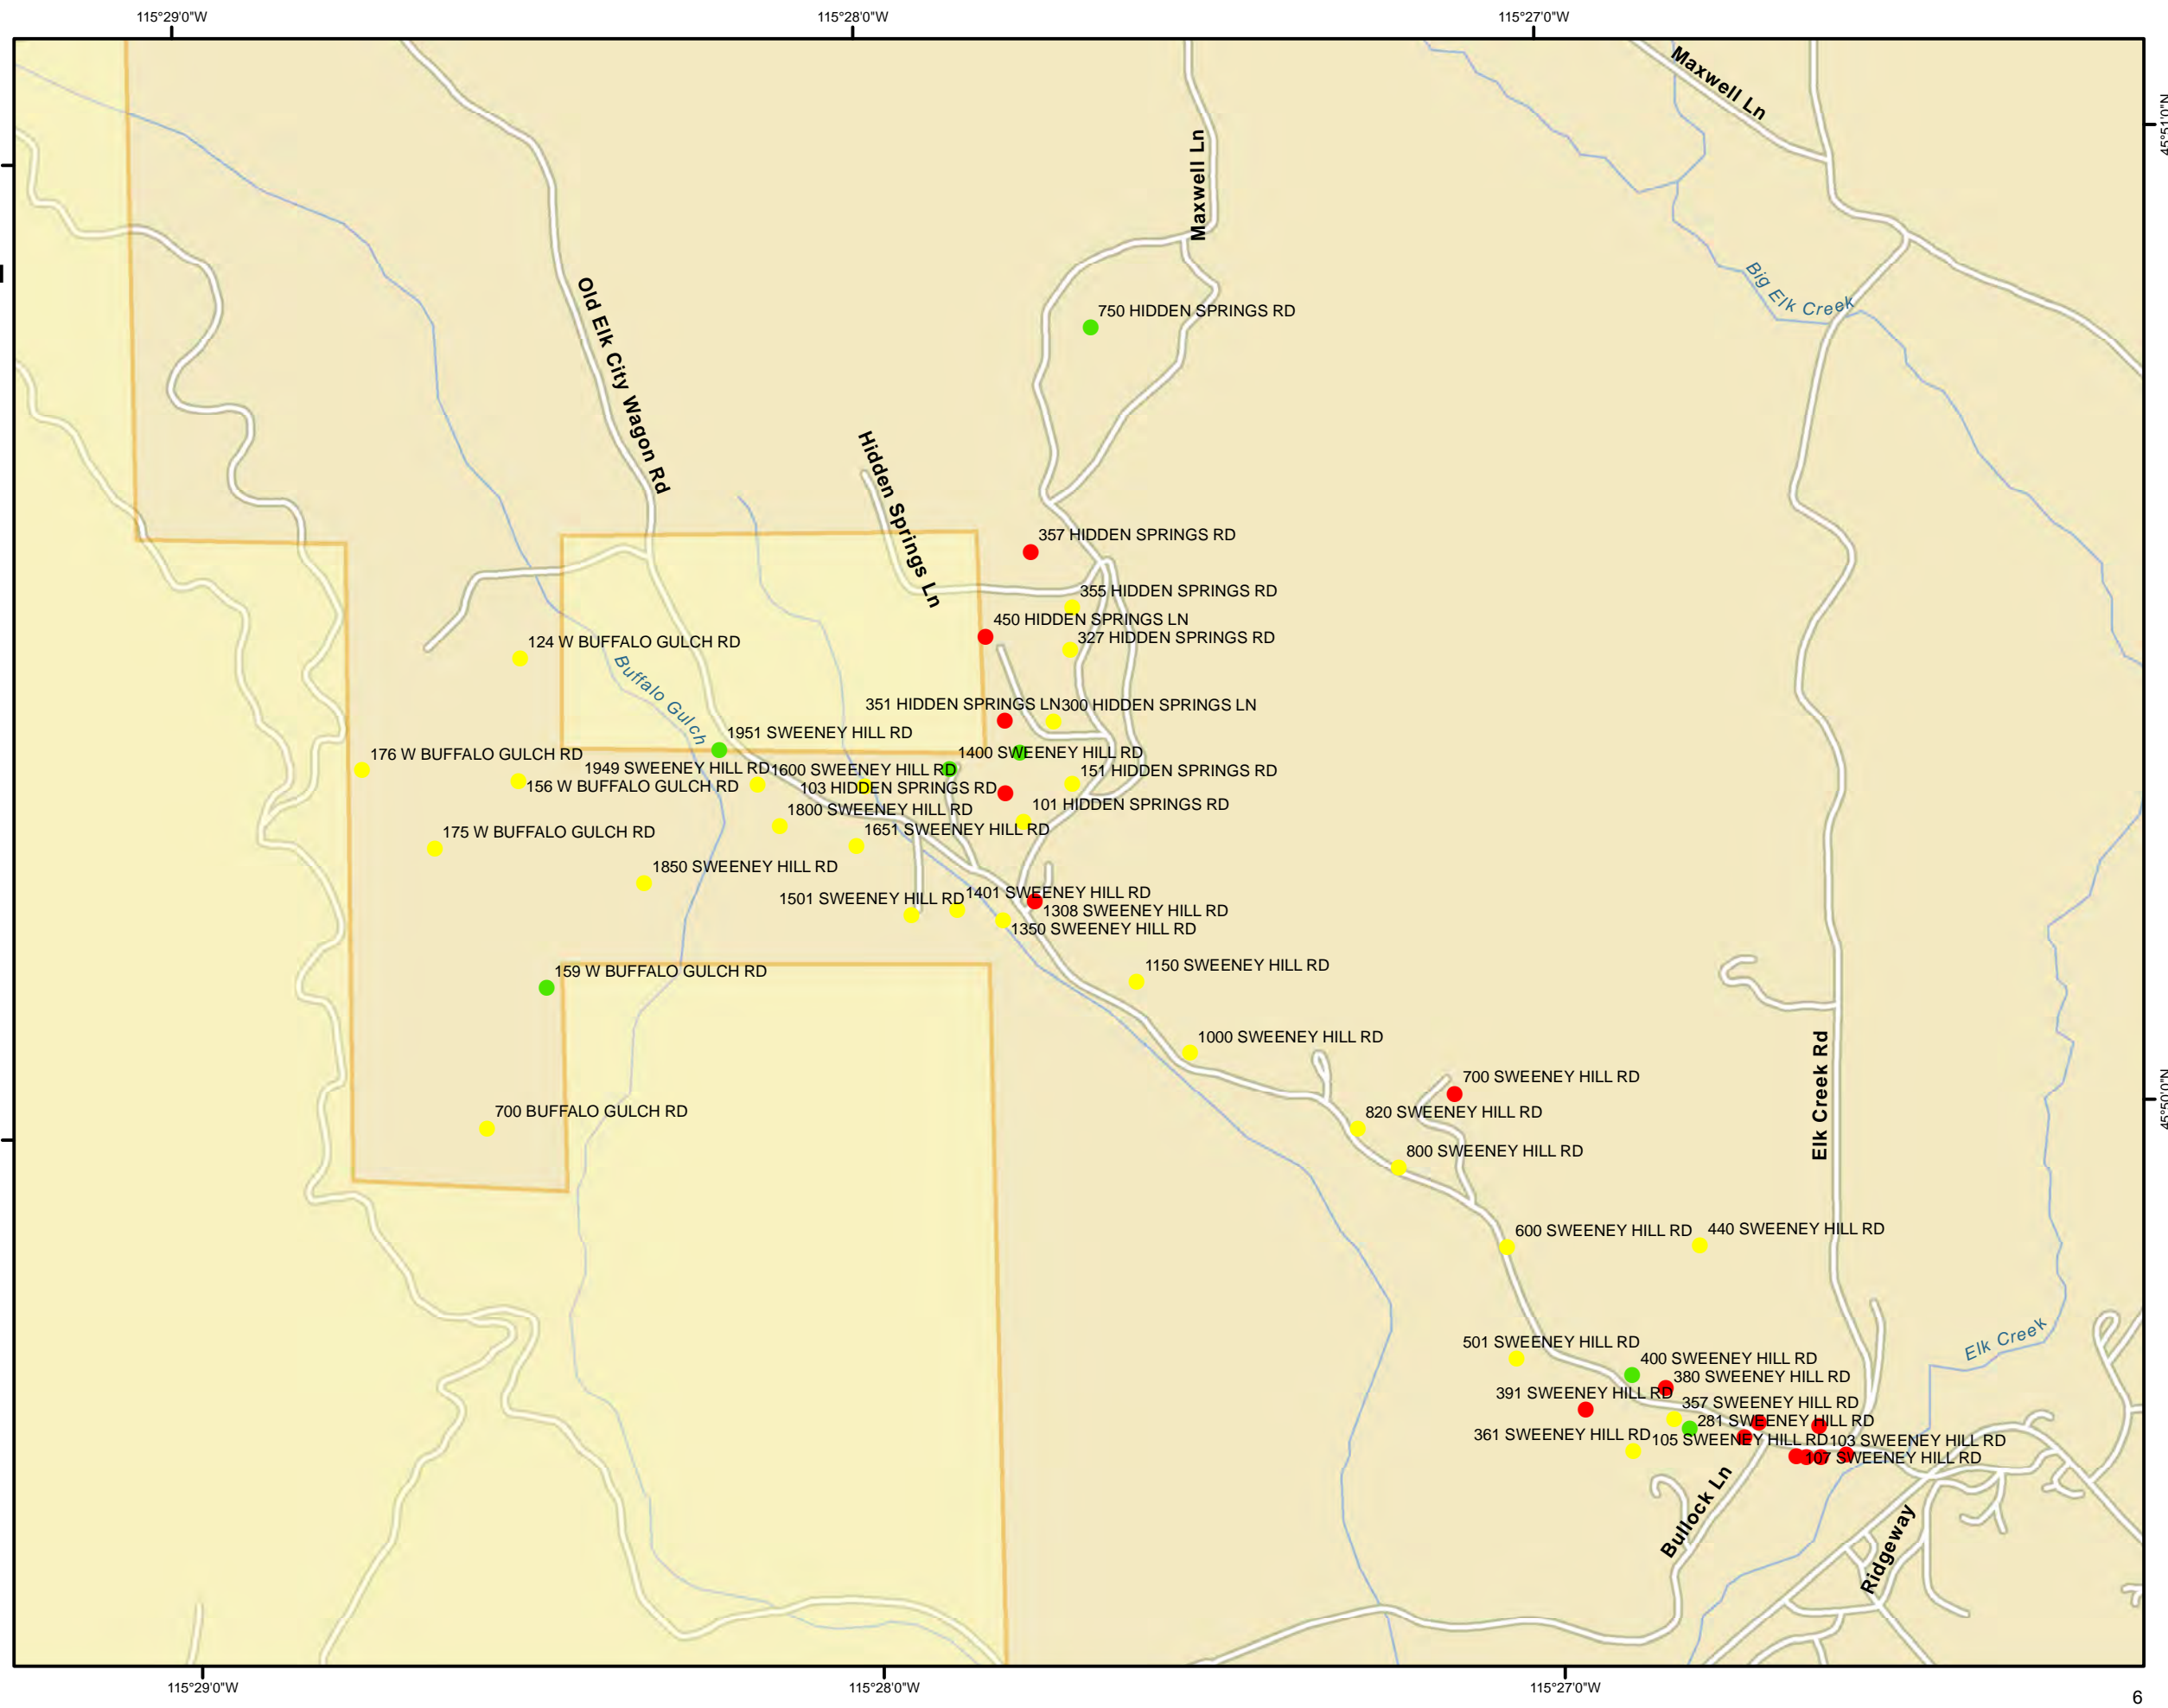 115°29'0"W
115°28'0"W
115°27'0"W
Maxwell Ln
45°51'0"N
Maxwell Ln
Big Elk Creek
Old Elk City Wagon Rd
750 HIDDEN SPRINGS RD
Hidden Springs Ln
357 HIDDEN SPRINGS RD
355 HIDDEN SPRINGS RD
450 HIDDEN SPRINGS LN
327 HIDDEN SPRINGS RD
124 W BUFFALO GULCH RD
Buffalo Gulch
351 HIDDEN SPRINGS LN
300 HIDDEN SPRINGS LN
1951 SWEENEY HILL RD
176 W BUFFALO GULCH RD
1400 SWEENEY HILL RD
1949 SWEENEY HILL RD
1600 SWEENEY HILL RD
151 HIDDEN SPRINGS RD
156 W BUFFALO GULCH RD
103 HIDDEN SPRINGS RD
101 HIDDEN SPRINGS RD
1800 SWEENEY HILL RD
175 W BUFFALO GULCH RD
1651 SWEENEY HILL RD
1850 SWEENEY HILL RD
1501 SWEENEY HILL RD
1401 SWEENEY HILL RD
1308 SWEENEY HILL RD
1350 SWEENEY HILL RD
159 W BUFFALO GULCH RD
1150 SWEENEY HILL RD
1000 SWEENEY HILL RD
Elk Creek Rd
45°50'0"N
700 SWEENEY HILL RD
700 BUFFALO GULCH RD
820 SWEENEY HILL RD
800 SWEENEY HILL RD
600 SWEENEY HILL RD
440 SWEENEY HILL RD
501 SWEENEY HILL RD
Elk Creek
400 SWEENEY HILL RD
380 SWEENEY HILL RD
391 SWEENEY HILL RD
357 SWEENEY HILL RD
281 SWEENEY HILL RD
361 SWEENEY HILL RD
105 SWEENEY HILL RD
103 SWEENEY HILL RD
107 SWEENEY HILL RD
Bullock Ln
Ridgeway
115°29'0"W
115°28'0"W
115°27'0"W
6